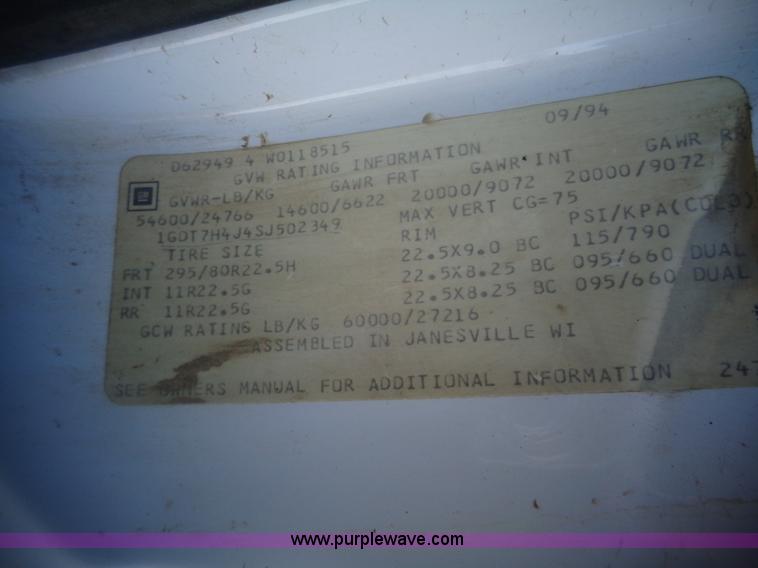 D62949 4 W0118515 09/94
GVW RATING INFORMATION
GVWR-LB/KG GAWR FRT GAWR INT GAWR RR
54600/24766 14600/6622 20000/9072 20000/9072
1GDT7H4J4SJ502349 MAX VERT CG=75
TIRE SIZE RIM PSI/KPA(COLD)
FRT 295/80R22.5H 22.5X9.0 BC 115/790
INT 11R22.5G 22.5X8.25 BC 095/660 DUAL
RR 11R22.5G 22.5X8.25 BC 095/660 DUAL
GCW RATING LB/KG 60000/27216
ASSEMBLED IN JANESVILLE WI
SEE OWNERS MANUAL FOR ADDITIONAL INFORMATION
www.purplewave.com